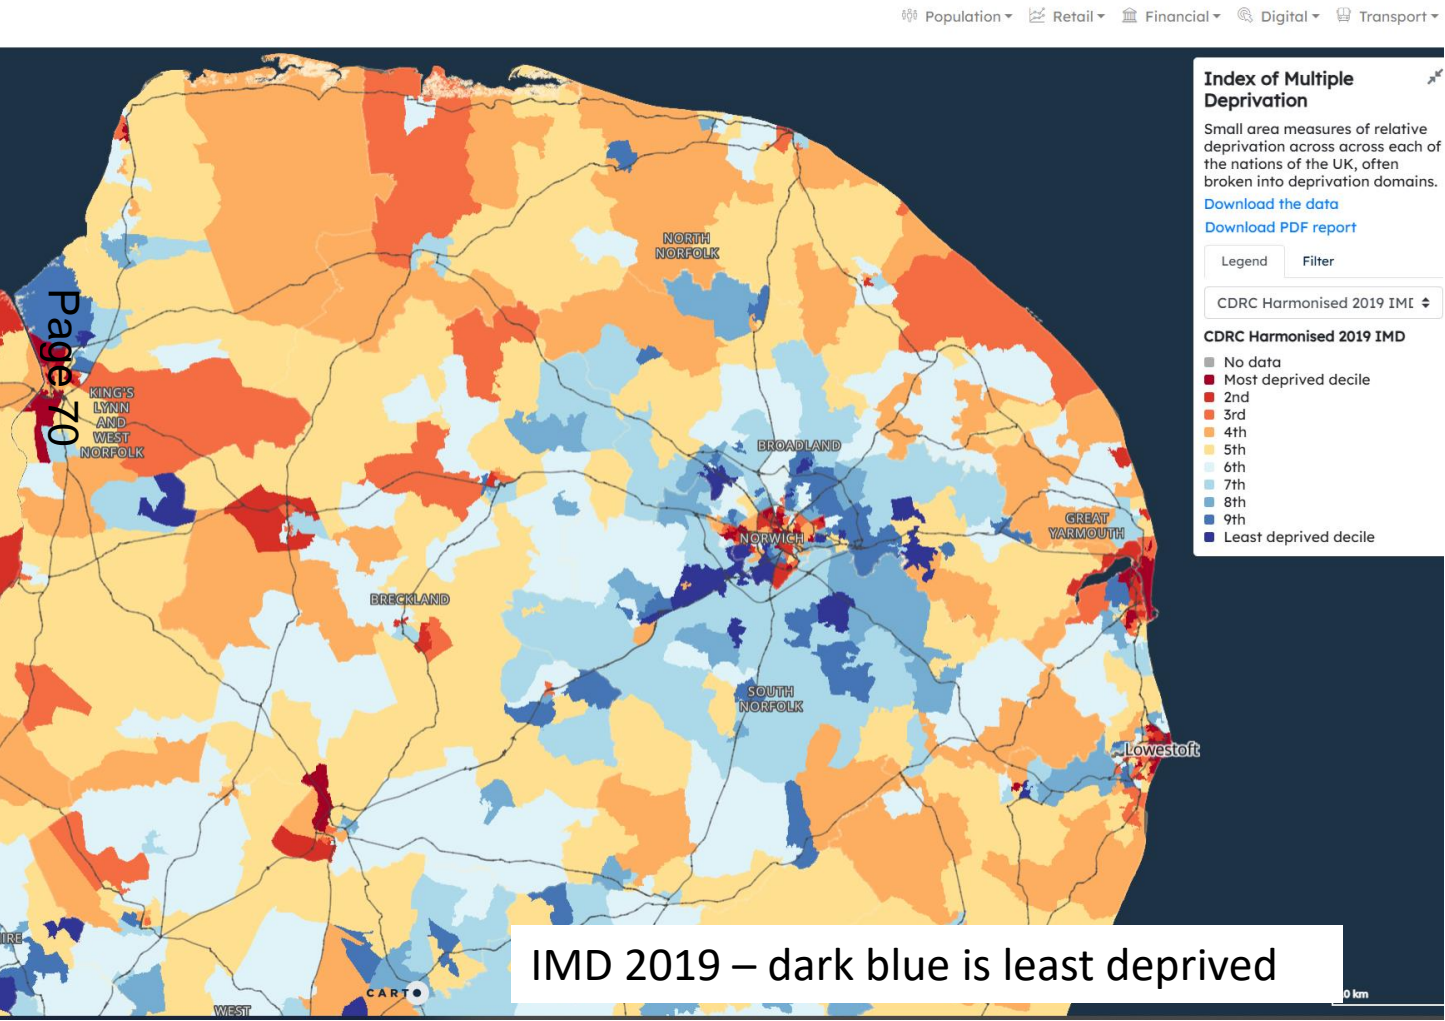 Population
Retail
Financial
Digital
Transport
Index of Multiple
Deprivation
Small area measures of relative
deprivation across across each of
the nations of the UK, often
broken into deprivation domains.
Download the data
Download PDF report
Legend
Filter
CDRC Harmonised 2019 IMD
CDRC Harmonised 2019 IMD
No data
Most deprived decile
2nd
3rd
4th
5th
6th
7th
8th
9th
Least deprived decile
NORTH
NORFOLK
Page 70
KING'S
LYNN
AND
WEST
NORFOLK
BROADLAND
NORWICH
GREAT
YARMOUTH
BRECKLAND
SOUTH
NORFOLK
Lowestoft
IRE
WEST
CARTO
IMD 2019 – dark blue is least deprived
0 km